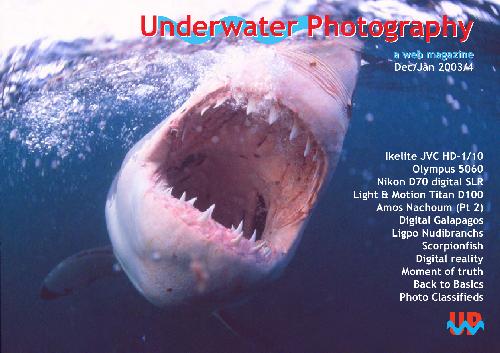 Underwater Photography
a web magazine
Dec/Jan 2003/4
Ikelite JVC HD-1/10
Olympus 5060
Nikon D70 digital SLR
Light & Motion Titan D100
Amos Nachoum (Pt 2)
Digital Galapagos
Ligpo Nudibranchs
Scorpionfish
Digital reality
Moment of truth
Back to Basics
Photo Classifieds
UP